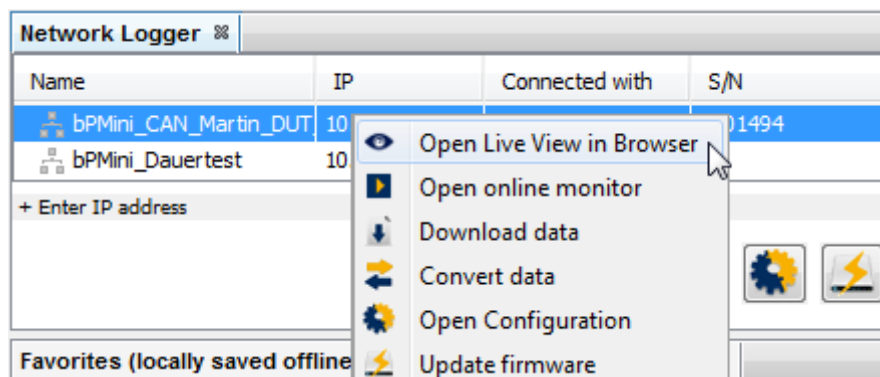 Network Logger
Name IP Connected with S/N
bPMini_CAN_Martin_DUT 10 01494
Open Live View in Browser
bPMini_Dauertest 10
Open online monitor
+ Enter IP address
Download data
Convert data
Open Configuration
Favorites (locally saved offline
Update firmware